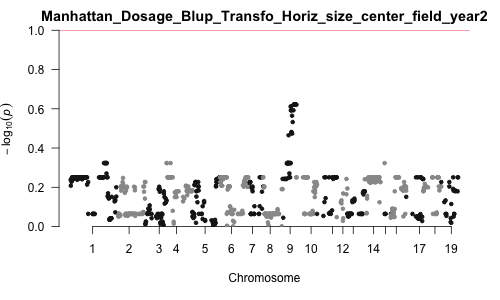 Manhattan_Dosage_Blup_Transfo_Horiz_size_center_field_year2
1.0
0.8
0.6
0.4
0.2
0.0
− log10(p)
1 2 3 4 5 6 7 8 9 10 12 14 17 19
Chromosome